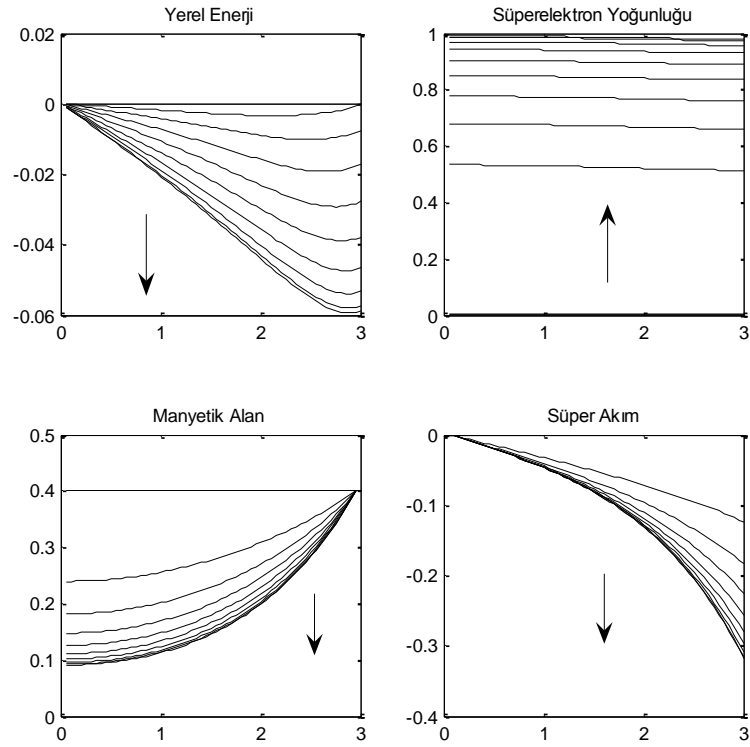 Yerel Enerji
0.02
0
-0.02
-0.04
-0.06
0 1 2 3
Süperelektron Yoğunluğu
1
0.8
0.6
0.4
0.2
0
0 1 2 3
Manyetik Alan
0.5
0.4
0.3
0.2
0.1
0
0 1 2 3
Süper Akım
0
-0.1
-0.2
-0.3
-0.4
0 1 2 3